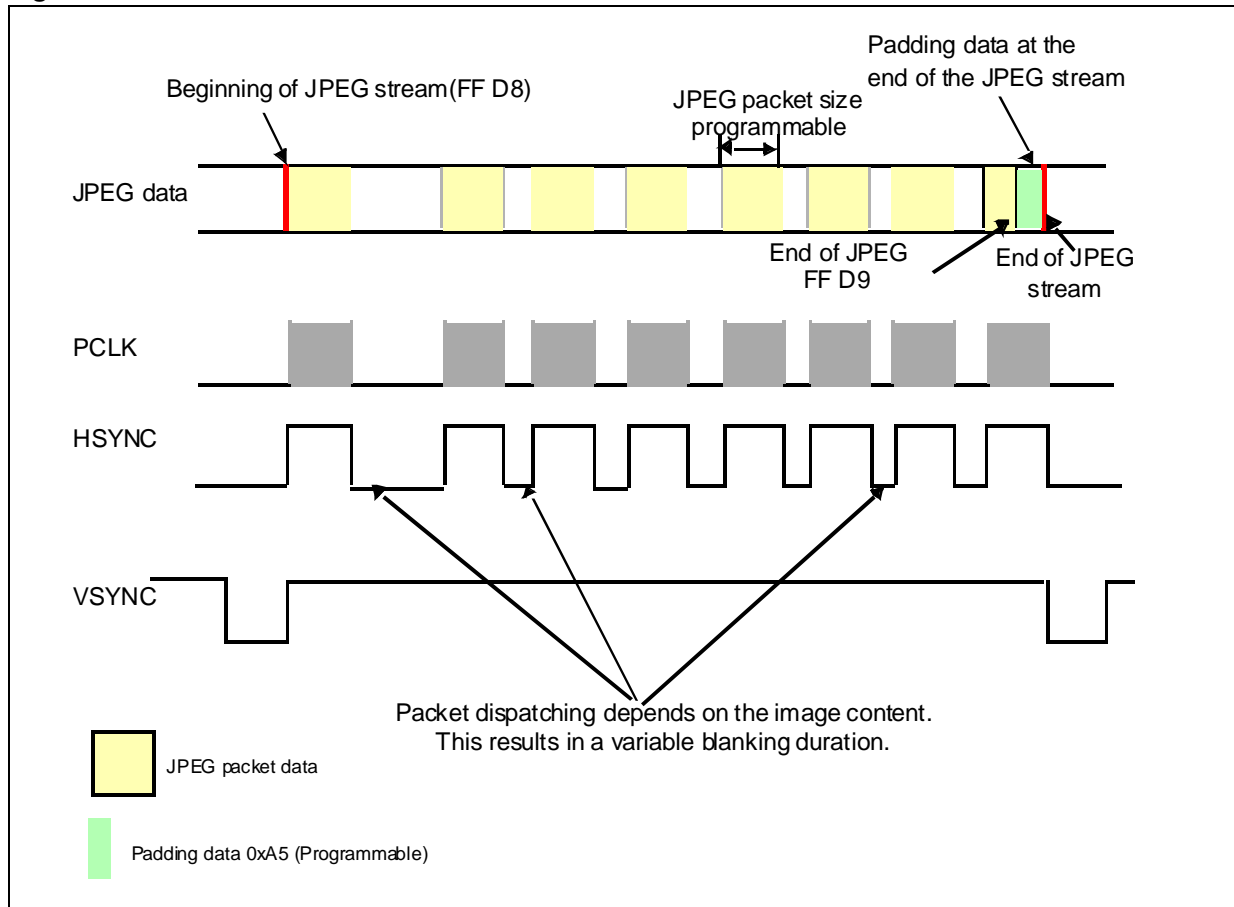 Padding data at the
end of the JPEG stream
Beginning of JPEG stream(FF D8)
JPEG packet size
programmable
JPEG data
End of JPEG
FF D9
End of JPEG
stream
PCLK
HSYNC
VSYNC
Packet dispatching depends on the image content.
This results in a variable blanking duration.
JPEG packet data
Padding data 0xA5 (Programmable)